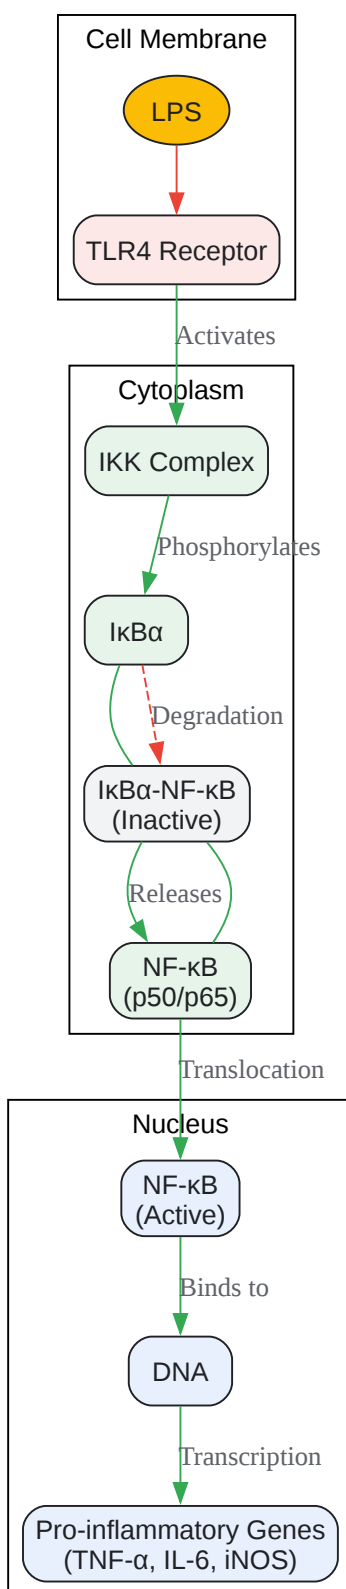 Cell Membrane
LPS
TLR4 Receptor
Activates
Cytoplasm
IKK Complex
Phosphorylates
IκBα
Degradation
IκBα-NF-κB
(Inactive)
Releases
NF-κB
(p50/p65)
Translocation
Nucleus
NF-κB
(Active)
Binds to
DNA
Transcription
Pro-inflammatory Genes
(TNF-α, IL-6, iNOS)